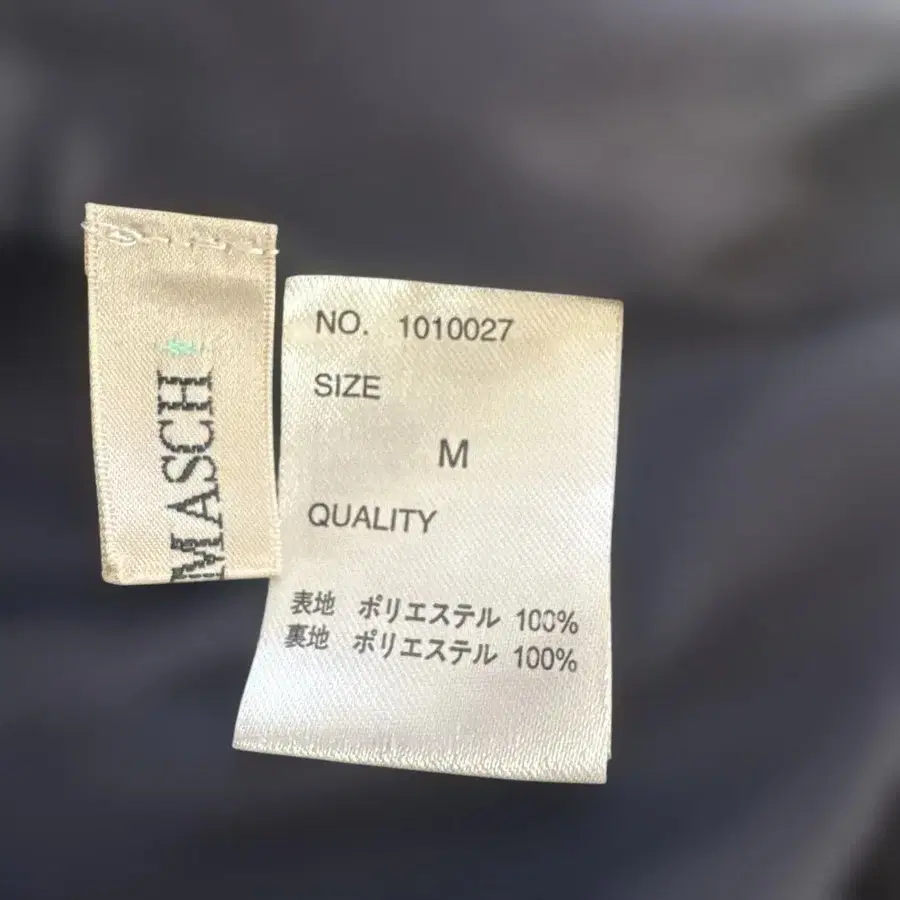 MASCH
NO. 1010027
SIZE
M
QUALITY
表地 ポリエステル 100%
裏地 ポリエステル 100%